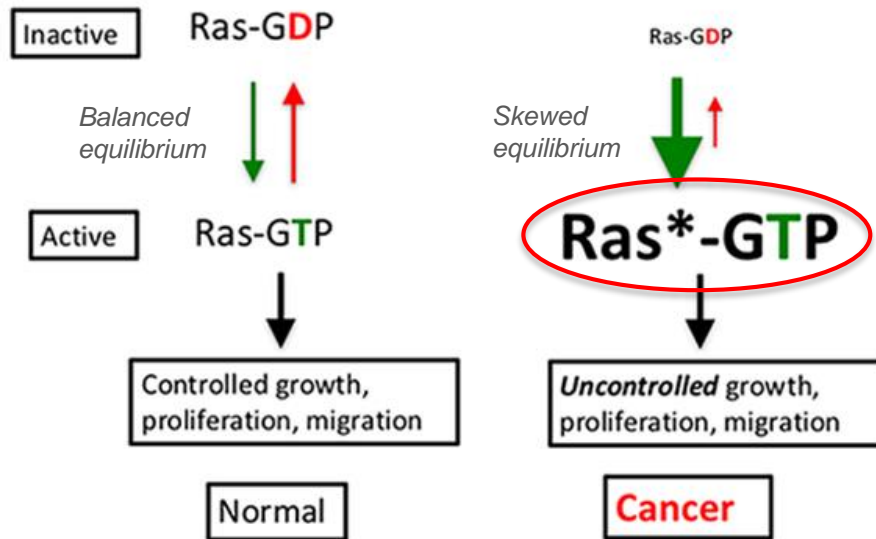 Inactive
Ras-GDP
Ras-GDP
Balanced
equilibrium
Skewed
equilibrium
Active
Ras-GTP
Ras*-GTP
Controlled growth,
proliferation, migration
Uncontrolled growth,
proliferation, migration
Normal
Cancer